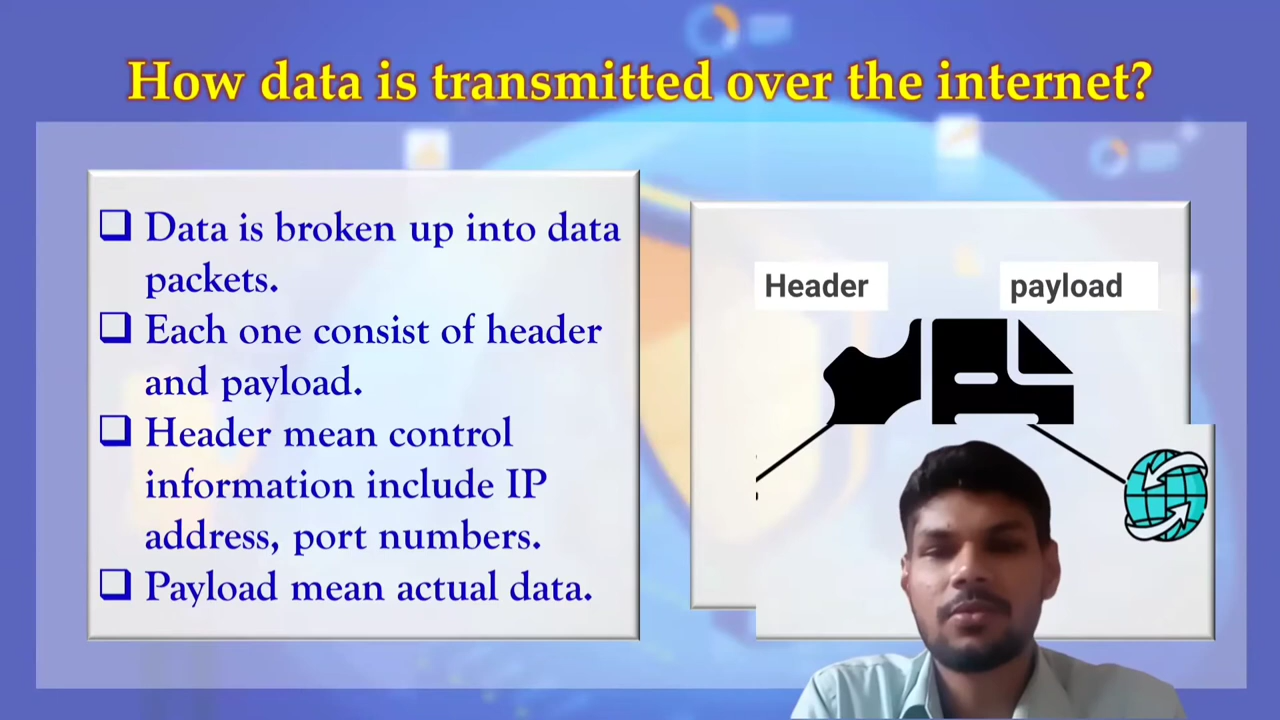 How data is transmitted over the internet?
Data is broken up into data
packets.
Each one consist of header
and payload.
Header mean control
information include IP
address, port numbers.
Payload mean actual data.
Header
payload